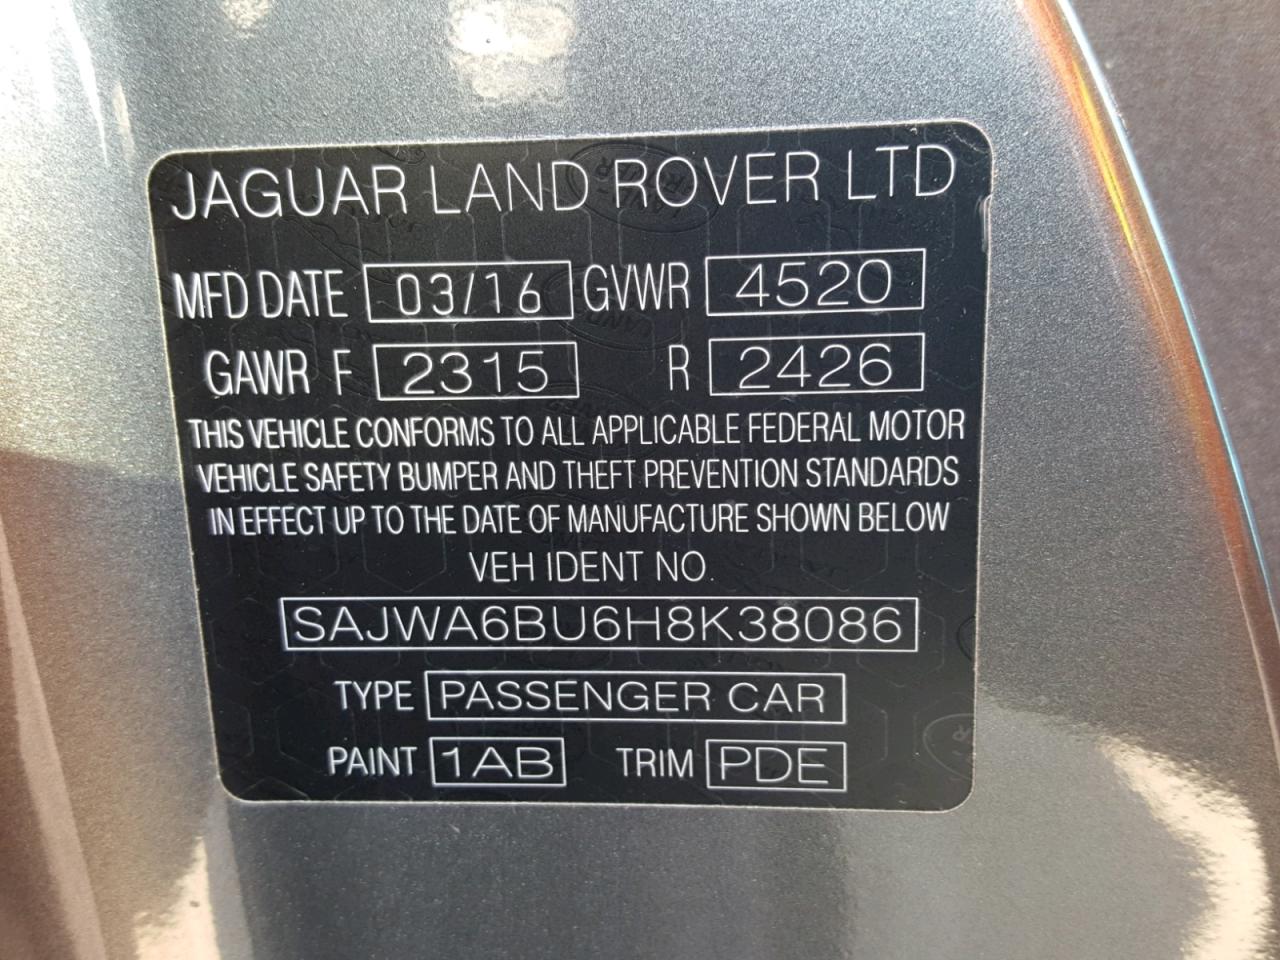 JAGUAR LAND ROVER LTD
MFD DATE 03/16 GVWR 4520
GAWR F 2315 R 2426
THIS VEHICLE CONFORMS TO ALL APPLICABLE FEDERAL MOTOR
VEHICLE SAFETY BUMPER AND THEFT PREVENTION STANDARDS
IN EFFECT UP TO THE DATE OF MANUFACTURE SHOWN BELOW
VEH IDENT NO.
SAJWA6BU6H8K38086
TYPE PASSENGER CAR
PAINT 1AB TRIM PDE